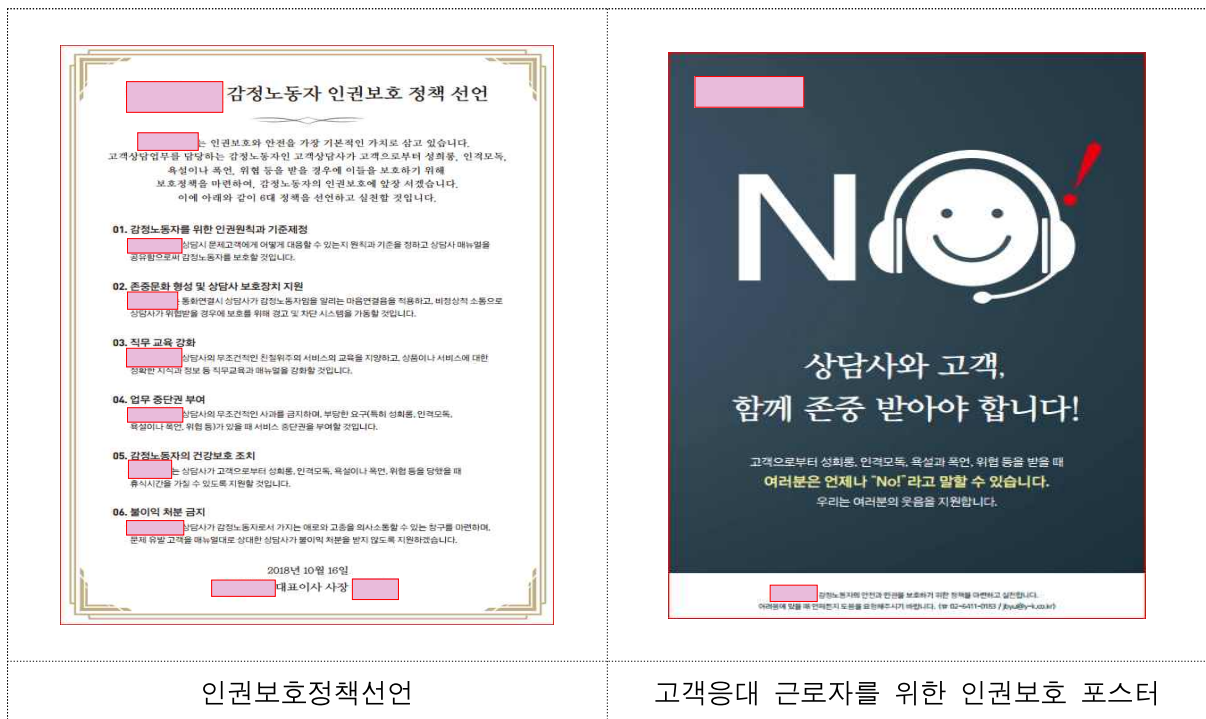 감정노동자 인권보호 정책 선언
는 인권보호와 안전을 가장 기본적인 가치로 삼고 있습니다.
고객상담업무를 담당하는 감정노동자인 고객상담사가 고객으로부터 성희롱, 인격모독,
욕설이나 폭언, 위협 등을 받을 경우에 이들을 보호하기 위해
보호정책을 마련하여, 감정노동자의 인권보호에 앞장 서겠습니다.
이에 아래와 같이 6대 정책을 선언하고 실천할 것입니다.
01. 감정노동자를 위한 인권원칙과 기준제정
상담시 문제고객에게 어떻게 대응할 수 있는지 원칙과 기준을 정하고 상담사 매뉴얼을
공유함으로써 감정노동자를 보호할 것입니다.
02. 존중문화 형성 및 상담사 보호장치 지원
통화연결시 상담사가 감정노동자임을 알리는 마음연결음을 적용하고, 비정상적 소통으로
상담사가 위협받을 경우에 보호를 위해 경고 및 차단 시스템을 가동할 것입니다.
03. 직무 교육 강화
상담사의 무조건적인 친절위주의 서비스의 교육을 지양하고, 상품이나 서비스에 대한
정확한 지식과 정보 등 직무교육과 매뉴얼을 강화할 것입니다.
04. 업무 중단권 부여
상담사의 무조건적인 사과를 금지하며, 부당한 요구(특히 성희롱, 인격모독,
욕설이나 폭언, 위협 등)가 있을 때 서비스 중단권을 부여할 것입니다.
05. 감정노동자의 건강보호 조치
는 상담사가 고객으로부터 성희롱, 인격모독, 욕설이나 폭언, 위협 등을 당했을 때
휴식시간을 가질 수 있도록 지원할 것입니다.
06. 불이익 처분 금지
상담사가 감정노동자로서 가지는 애로와 고충을 의사소통할 수 있는 창구를 마련하며,
문제 유발 고객을 매뉴얼대로 상대한 상담사가 불이익 처분을 받지 않도록 지원하겠습니다.
2018년 10월 16일
대표이사 사장
NO!
상담사와 고객,
함께 존중 받아야 합니다!
고객으로부터 성희롱, 인격모독, 욕설과 폭언, 위협 등을 받을 때
여러분은 언제나 "No!"라고 말할 수 있습니다.
우리는 여러분의 웃음을 지원합니다.
감정노동자의 안전과 인권을 보호하기 위한 정책을 마련하고 실천합니다.
어려움에 있을 때 언제든지 도움을 요청해주시기 바랍니다. (☎ 02-6411-0153 / jbyu@y-k.co.kr)
인권보호정책선언
고객응대 근로자를 위한 인권보호 포스터